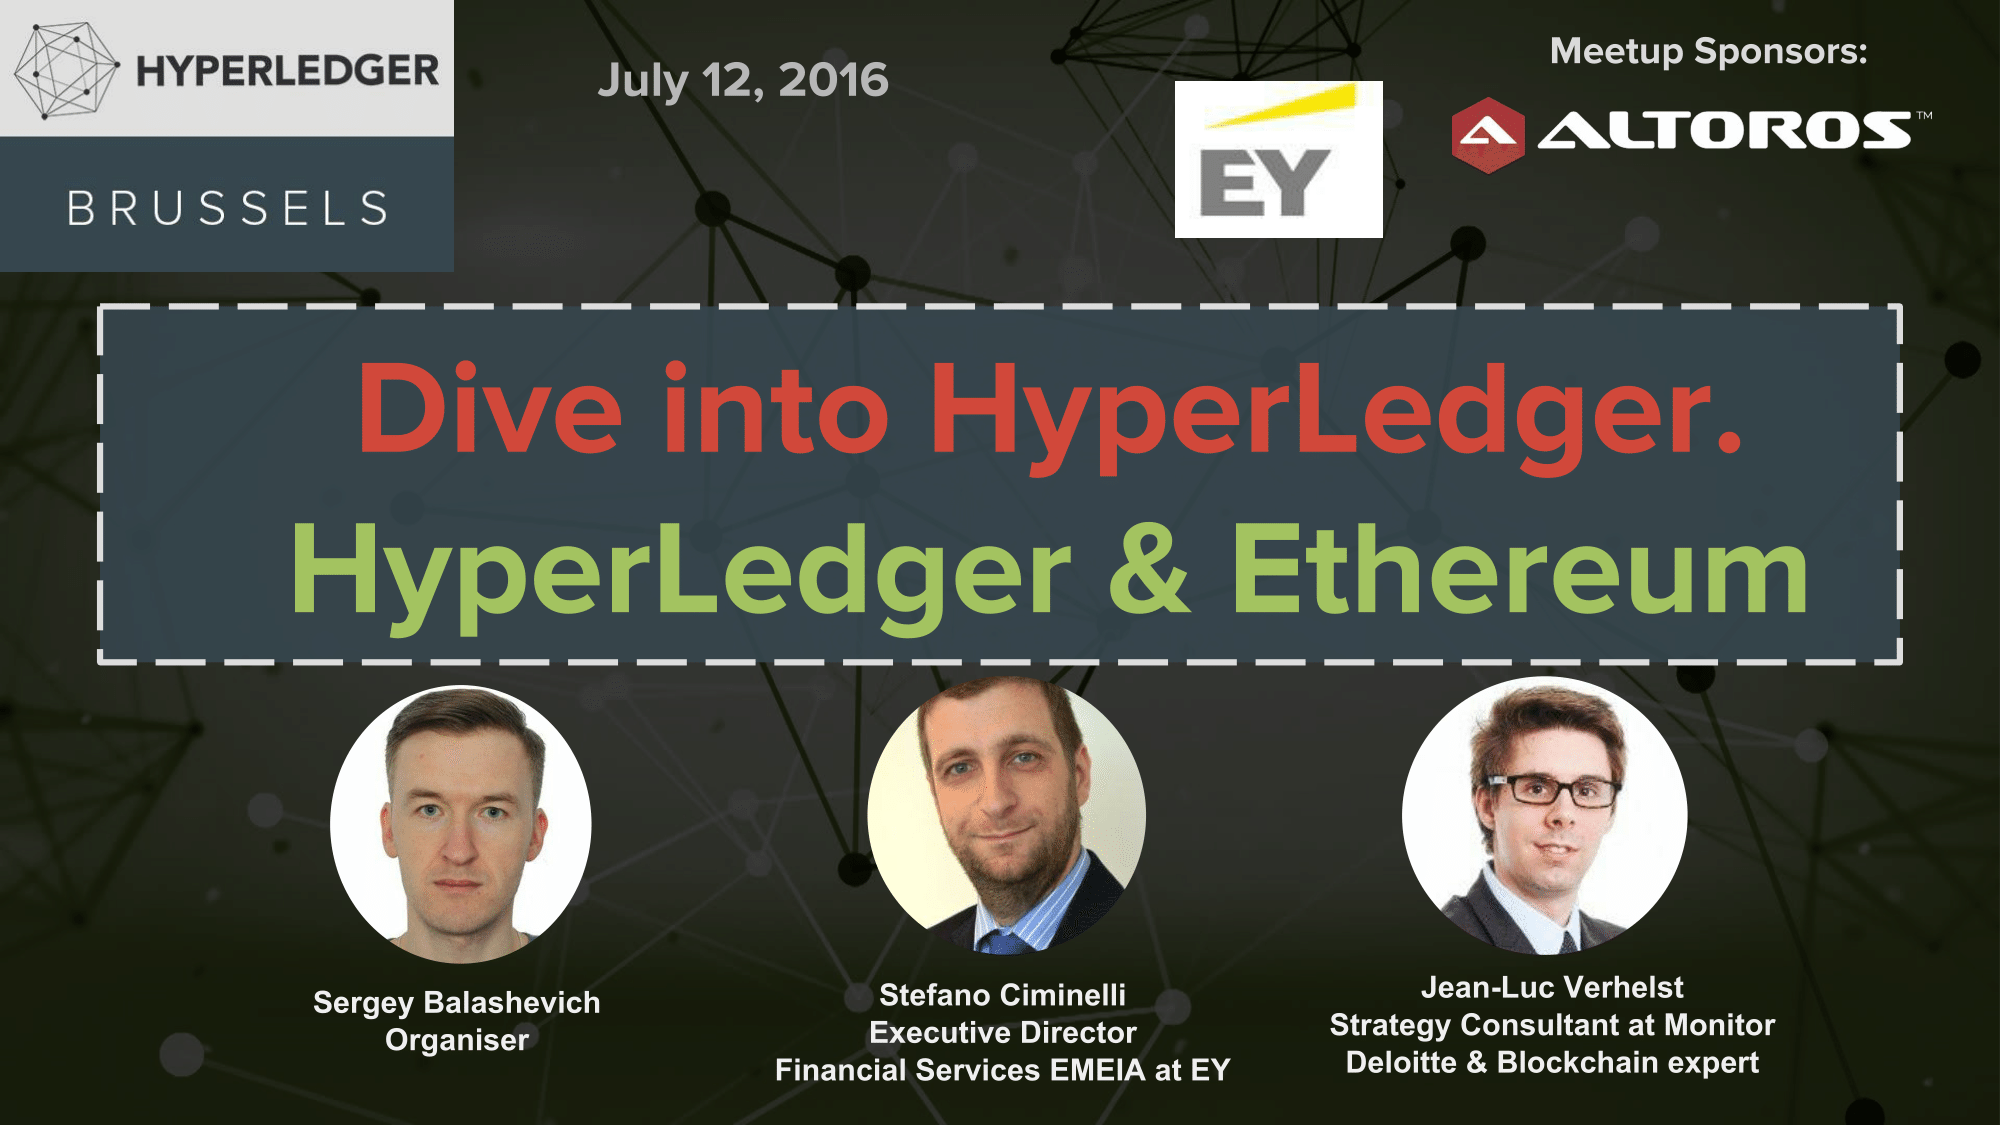 HYPERLEDGER
BRUSSELS
July 12, 2016
Meetup Sponsors:
EY
ALTOROS™
Dive into HyperLedger.
HyperLedger & Ethereum
Sergey Balashevich
Organiser
Stefano Ciminelli
Executive Director
Financial Services EMEIA at EY
Jean-Luc Verhelst
Strategy Consultant at Monitor
Deloitte & Blockchain expert